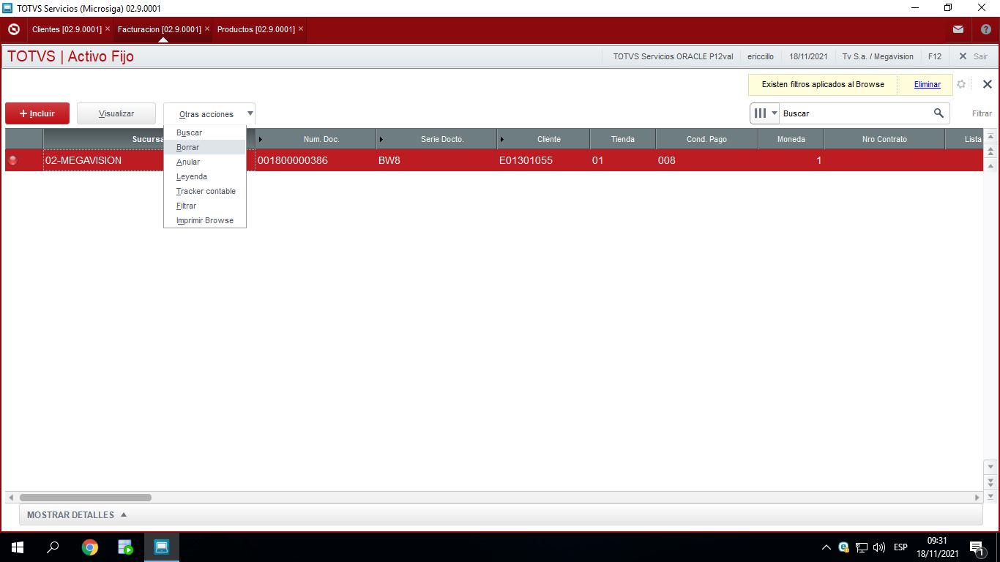 TOTVS Servicios (Microsiga) 02.9.0001
Clientes [02.9.0001] × Facturacion [02.9.0001] × Productos [02.9.0001] ×
TOTVS | Activo Fijo
TOTVS Servicios ORACLE P12val ericcillo 18/11/2021 Tv S.a. / Megavision F12 Sair
Existen filtros aplicados al Browse Eliminar
+ Incluir Visualizar Otras acciones Buscar Filtrar
Buscar
Borrar
Anular
Leyenda
Tracker contable
Filtrar
Imprimir Browse
Sucursa Num. Doc. Serie Docto. Cliente Tienda Cond. Pago Moneda Nro Contrato Lista
02-MEGAVISION 001800000386 BW8 E01301055 01 008 1
MOSTRAR DETALLES
ESP
09:31
18/11/2021
1